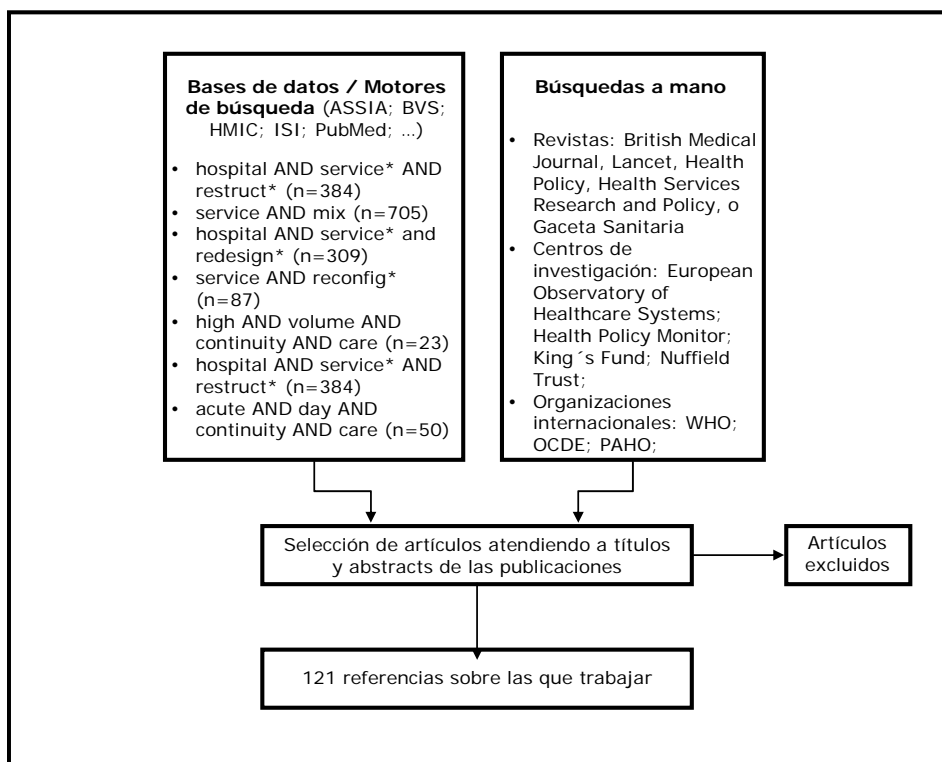 Bases de datos / Motores
de búsqueda (ASSIA; BVS;
HMIC; ISI; PubMed; ...)
• hospital AND service* AND
restruct* (n=384)
• service AND mix (n=705)
• hospital AND service* and
redesign* (n=309)
• service AND reconfig*
(n=87)
• high AND volume AND
continuity AND care (n=23)
• hospital AND service* AND
restruct* (n=384)
• acute AND day AND
continuity AND care (n=50)
Búsquedas a mano
• Revistas: British Medical
Journal, Lancet, Health
Policy, Health Services
Research and Policy, o
Gaceta Sanitaria
• Centros de
investigación: European
Observatory of
Healthcare Systems;
Health Policy Monitor;
King´s Fund; Nuffield
Trust;
• Organizaciones
internacionales: WHO;
OCDE; PAHO;
Selección de artículos atendiendo a títulos
y abstracts de las publicaciones
Artículos
excluidos
121 referencias sobre las que trabajar